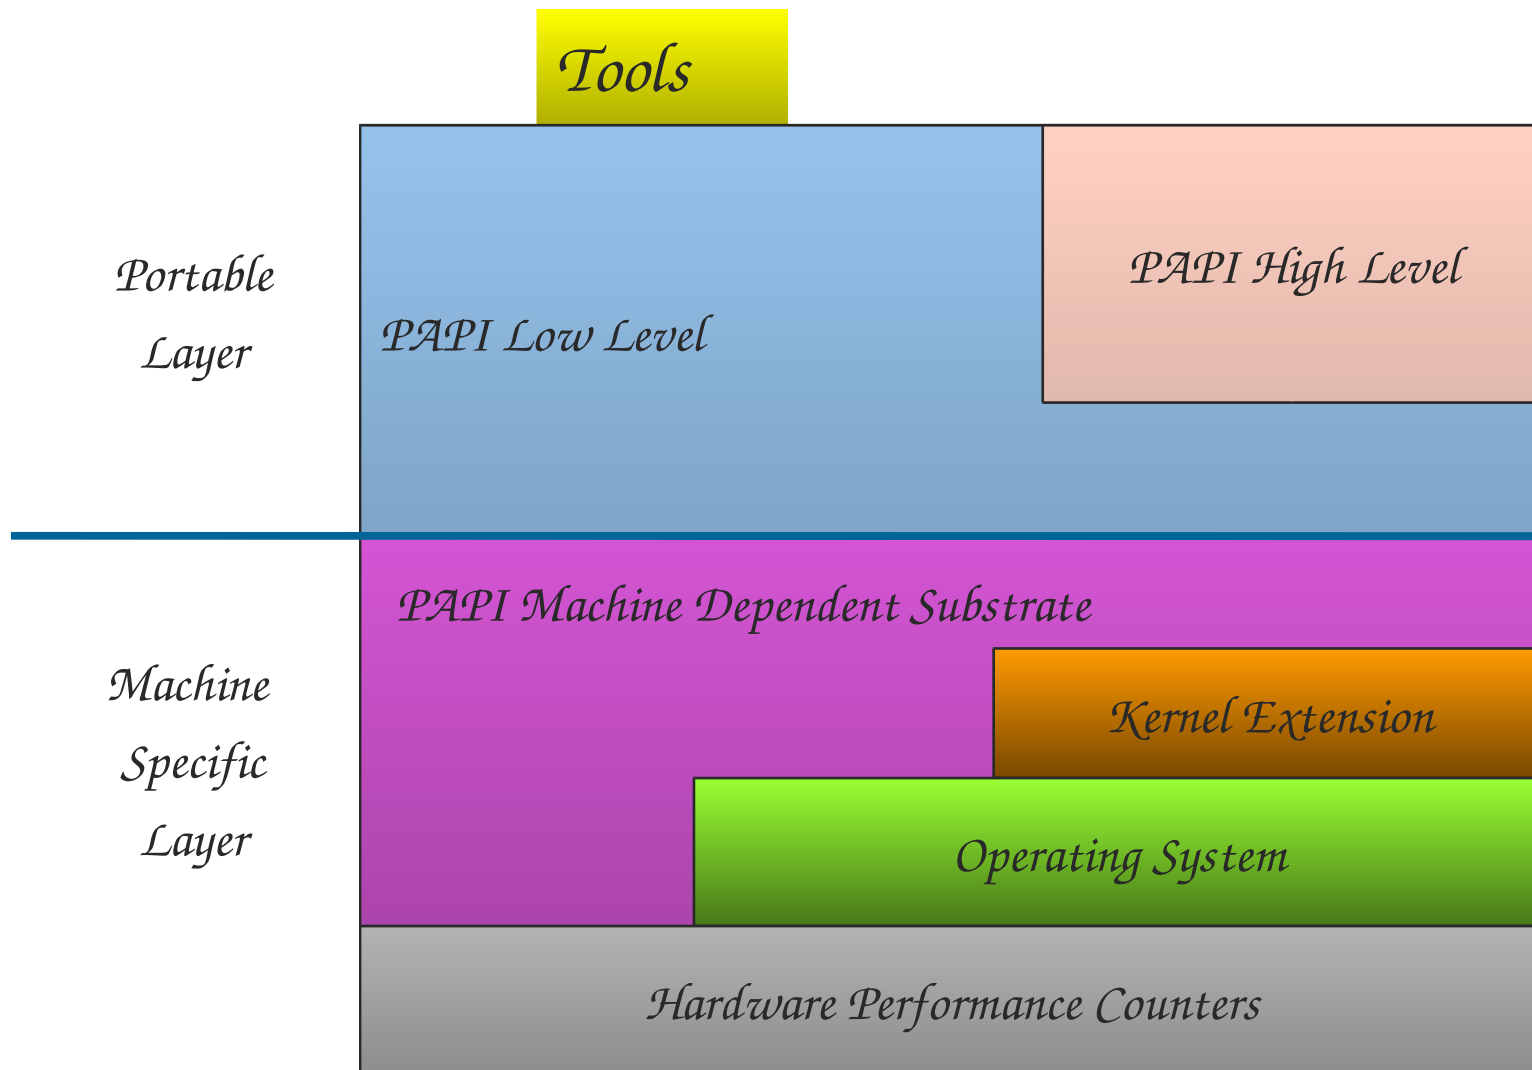 Tools
PAPI High Level
Portable
Layer
PAPI Low Level
PAPI Machine Dependent Substrate
Machine
Specific
Layer
Kernel Extension
Operating System
Hardware Performance Counters